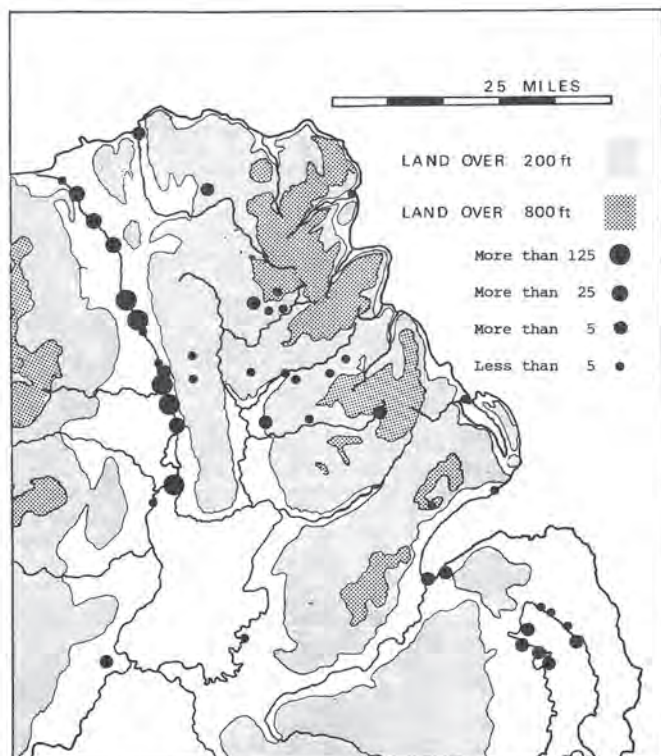 25 MILES
LAND OVER 200 ft
LAND OVER 800 ft
More than 125
More than 25
More than 5
Less than 5